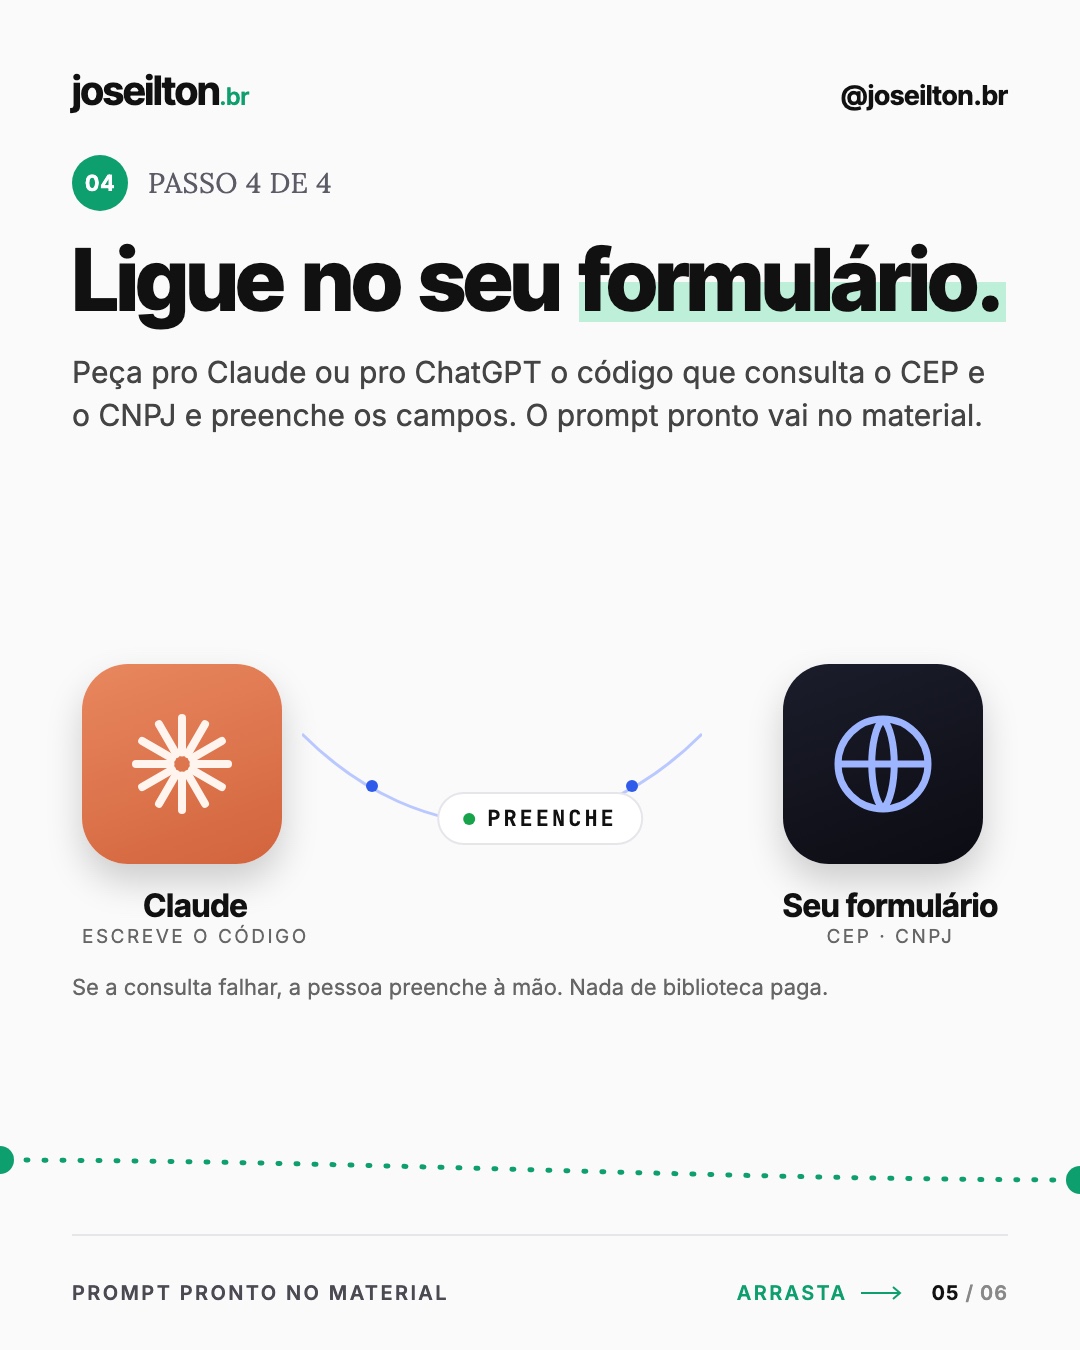 joseilton.br
@joseilton.br
04 PASSO 4 DE 4
Ligue no seu formulário.
Peça pro Claude ou pro ChatGPT o código que consulta o CEP e
o CNPJ e preenche os campos. O prompt pronto vai no material.
PREENCHE
Claude
ESCREVE O CÓDIGO
Seu formulário
CEP · CNPJ
Se a consulta falhar, a pessoa preenche à mão. Nada de biblioteca paga.
PROMPT PRONTO NO MATERIAL
ARRASTA → 05 / 06